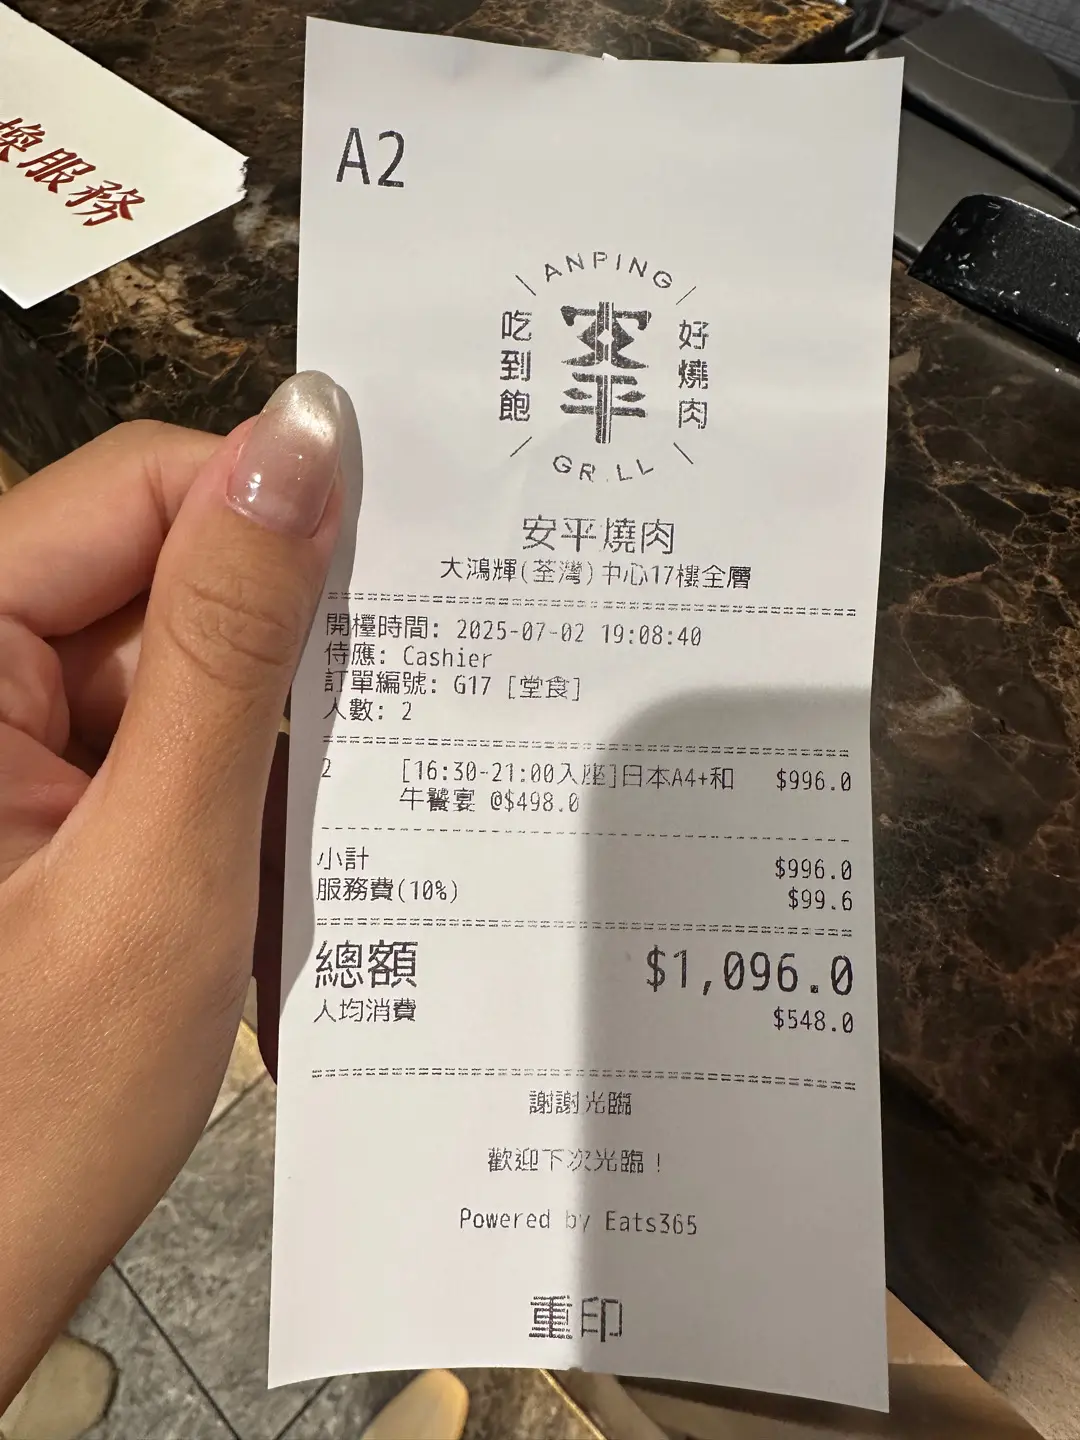 換服務
A2
ANPING
吃到飽
安平
好燒肉
GR.LL
安平燒肉
大鴻輝(荃灣)中心17樓全層
開檯時間: 2025-07-02 19:08:40
侍應: Cashier
訂單編號: G17 [堂食]
人數: 2
2 [16:30-21:00入座]日本A4+和 $996.0
牛饕宴 @$498.0
小計 $996.0
服務費(10%) $99.6
總額 $1,096.0
人均消費 $548.0
謝謝光臨
歡迎下次光臨！
Powered by Eats365
重印